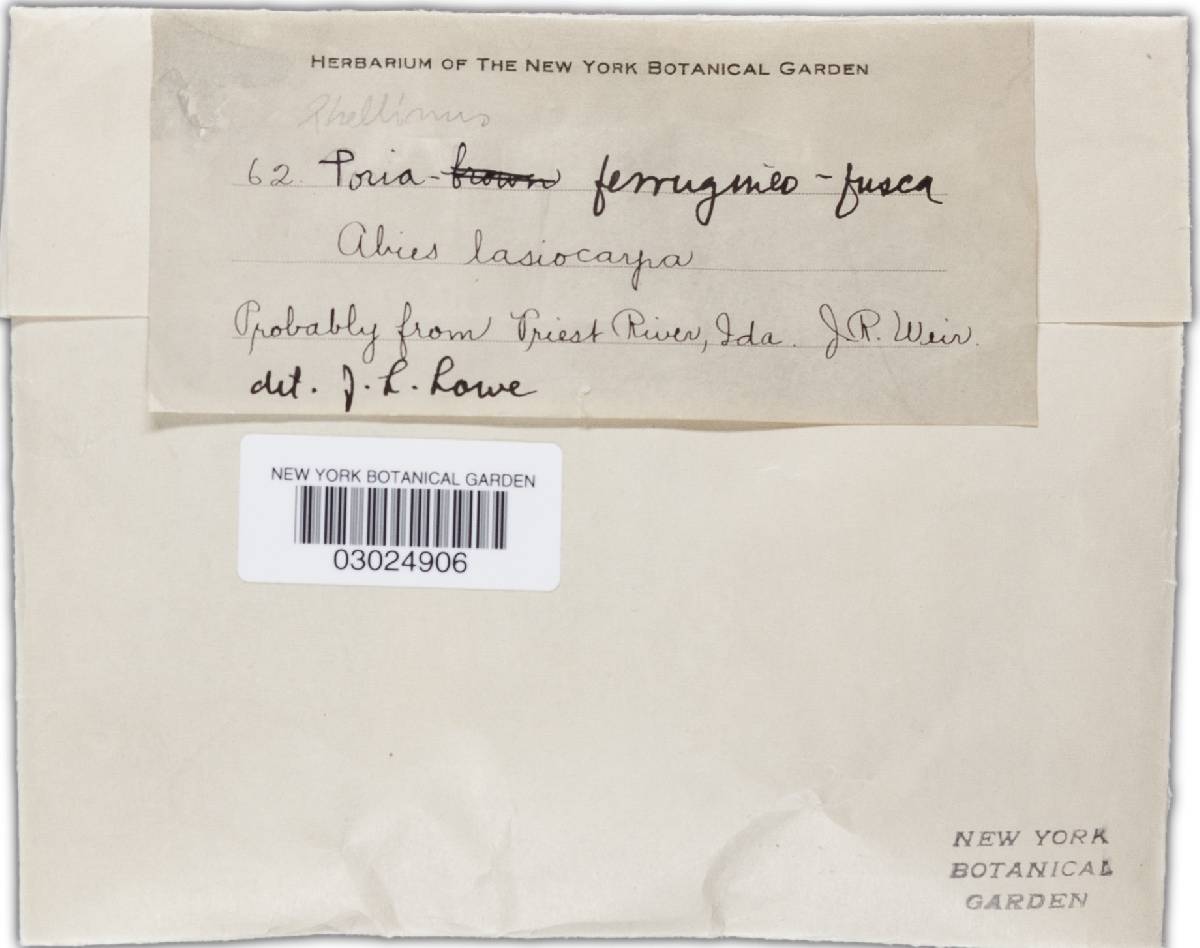 HERBARIUM OF THE NEW YORK BOTANICAL GARDEN
Phellinus
62. Poria - brown ferrugineo - fusca
Abies lasiocarpa
Probably from Priest River, Ida. J.R. Weir.
det. J. L. Lowe
NEW YORK BOTANICAL GARDEN
03024906
NEW YORK
BOTANICAL
GARDEN